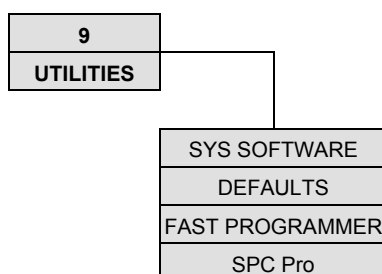 9
UTILITIES
SYS SOFTWARE
DEFAULTS
FAST PROGRAMMER
SPC Pro